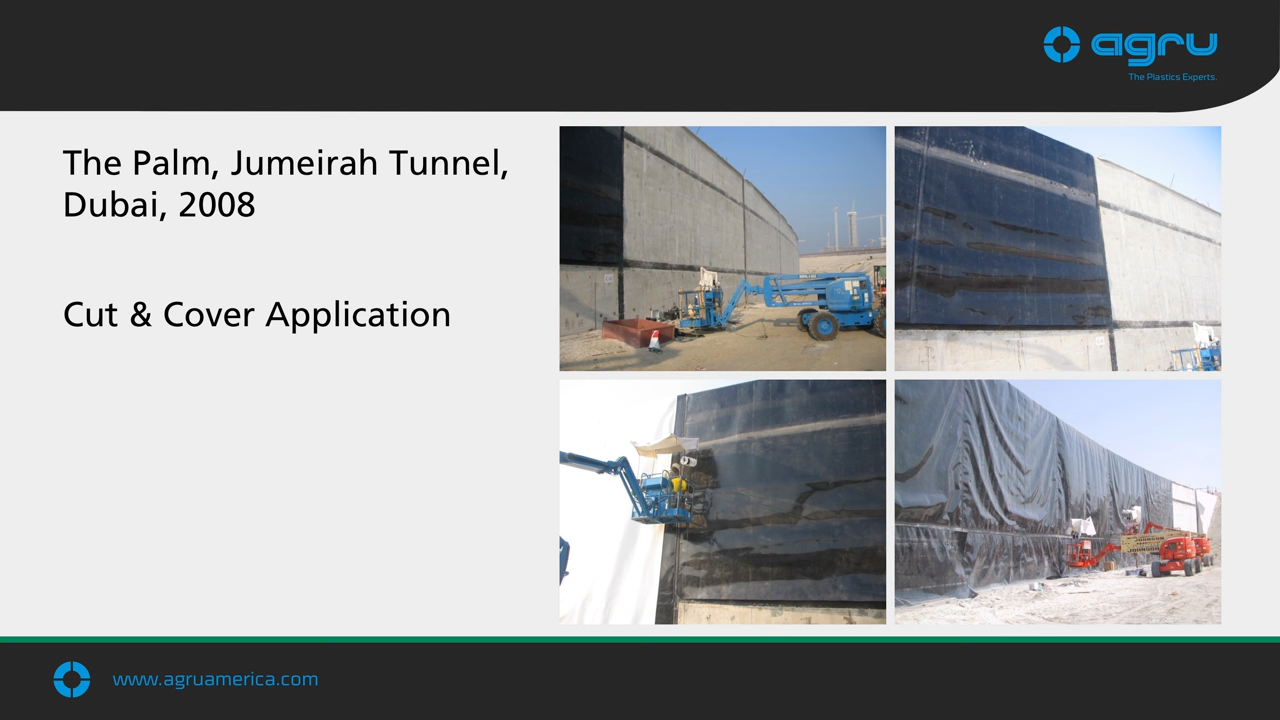 agru
The Plastics Experts.
The Palm, Jumeirah Tunnel,
Dubai, 2008
Cut & Cover Application
www.agruamerica.com